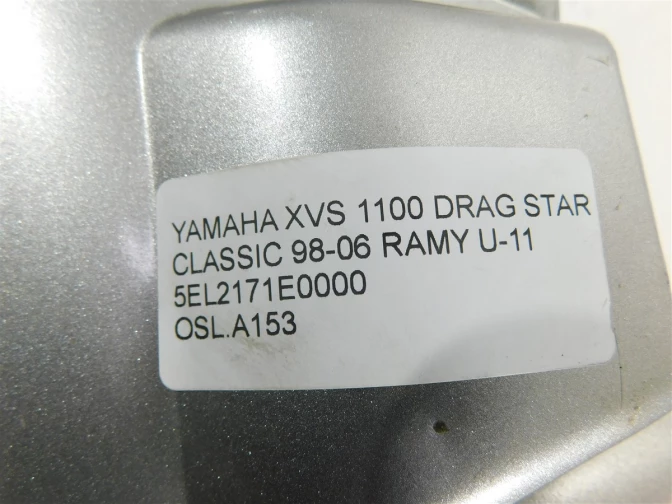 YAMAHA XVS 1100 DRAG STAR
CLASSIC 98-06 RAMY U-11
5EL2171E0000
OSL.A153